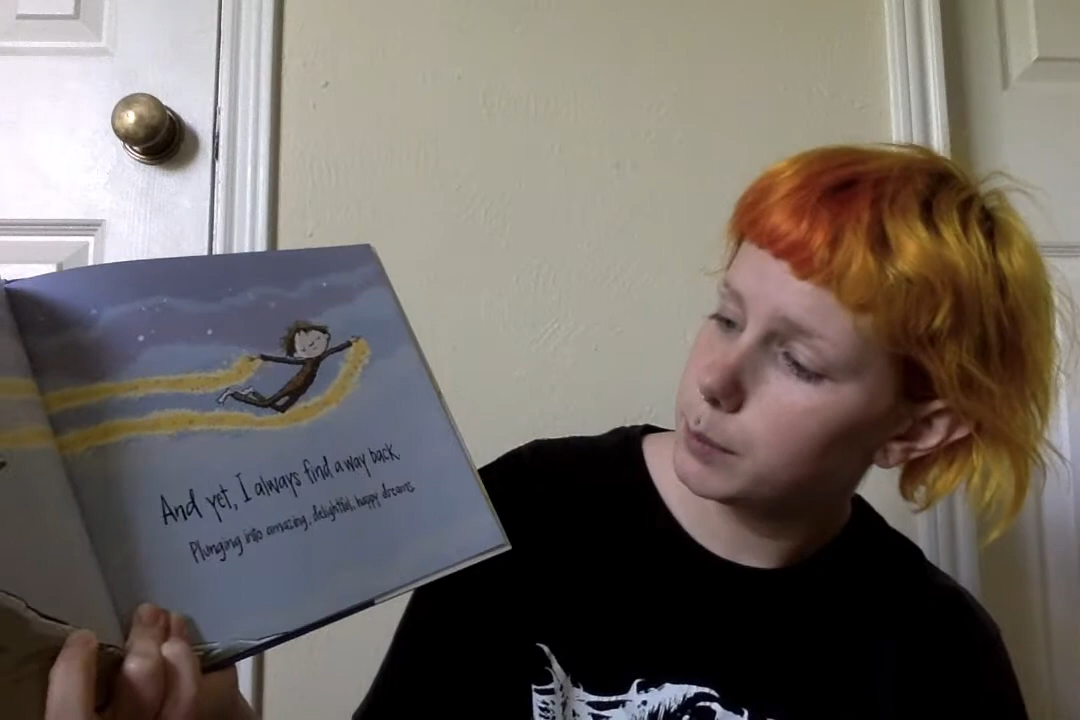 And yet, I always find a way back
Plunging into amazing, delightful, happy dreams.